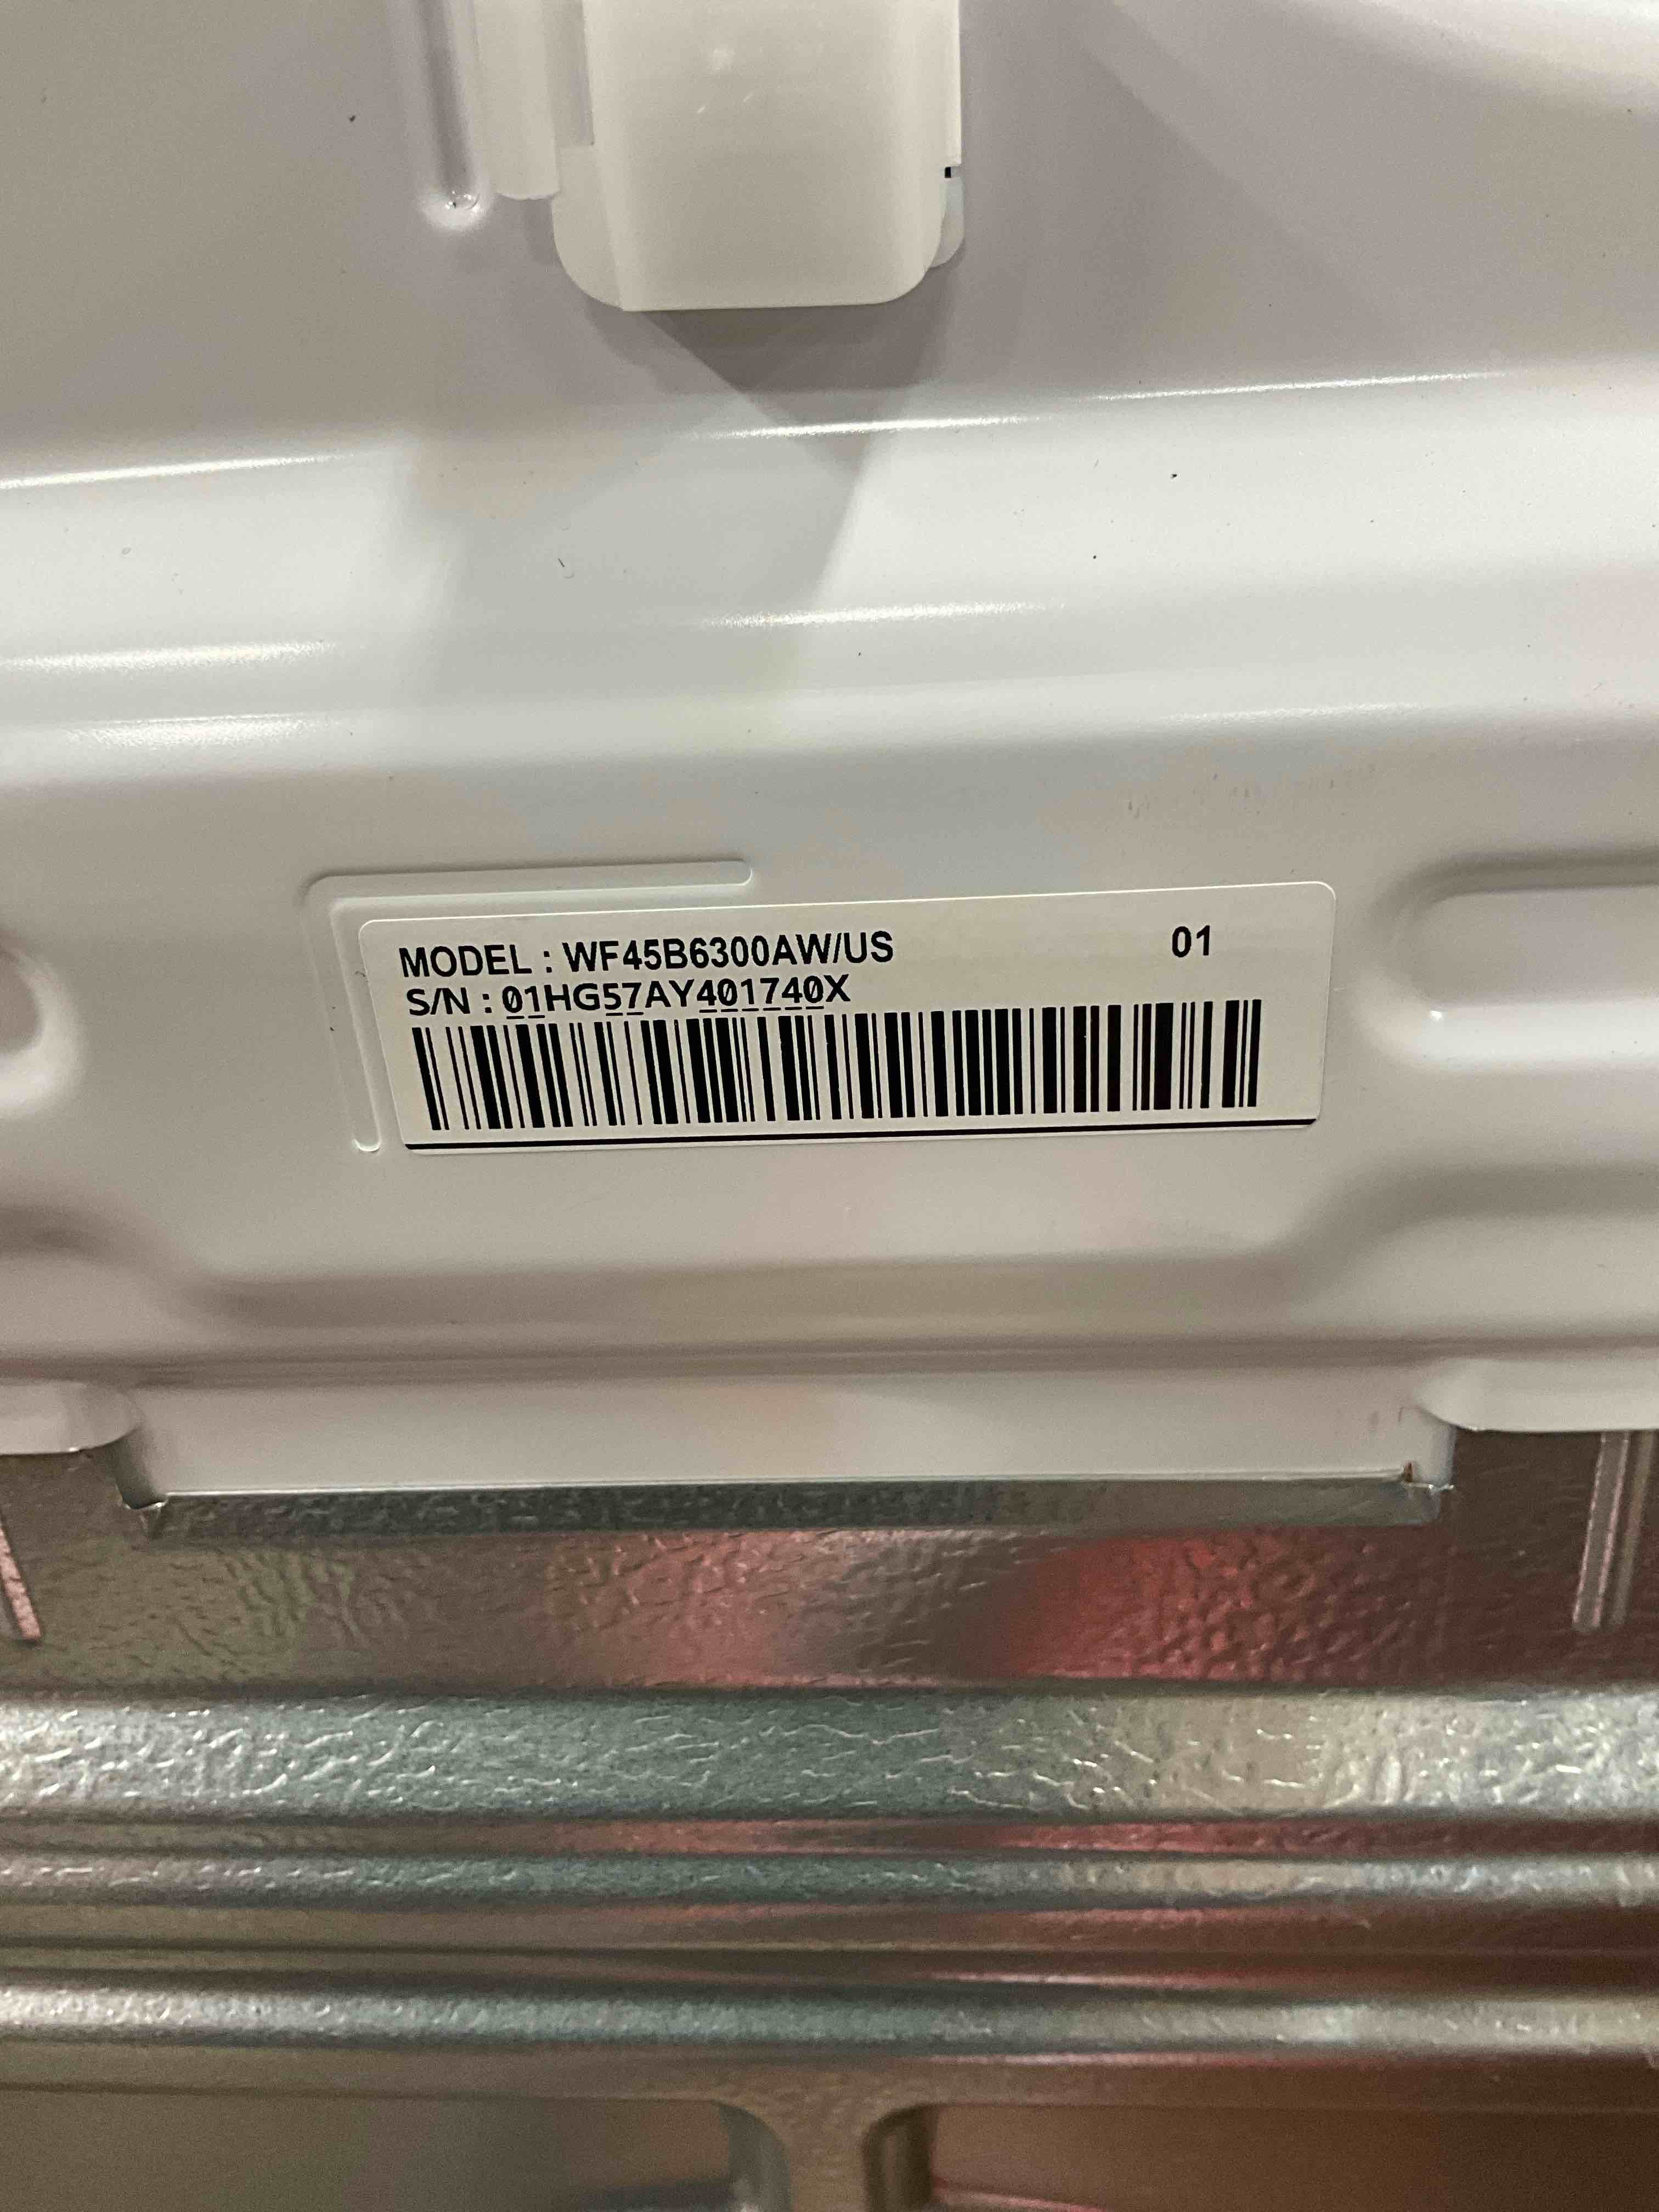 MODEL : WF45B6300AW/US 01
S/N : 01HG57AY401740X